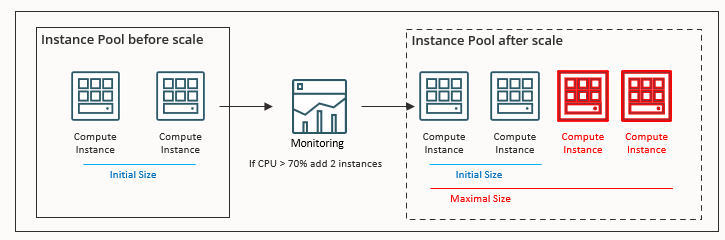 Instance Pool before scale
Compute
Instance
Compute
Instance
Initial Size
Monitoring
If CPU > 70% add 2 instances
Instance Pool after scale
Compute
Instance
Compute
Instance
Compute
Instance
Compute
Instance
Initial Size
Maximal Size